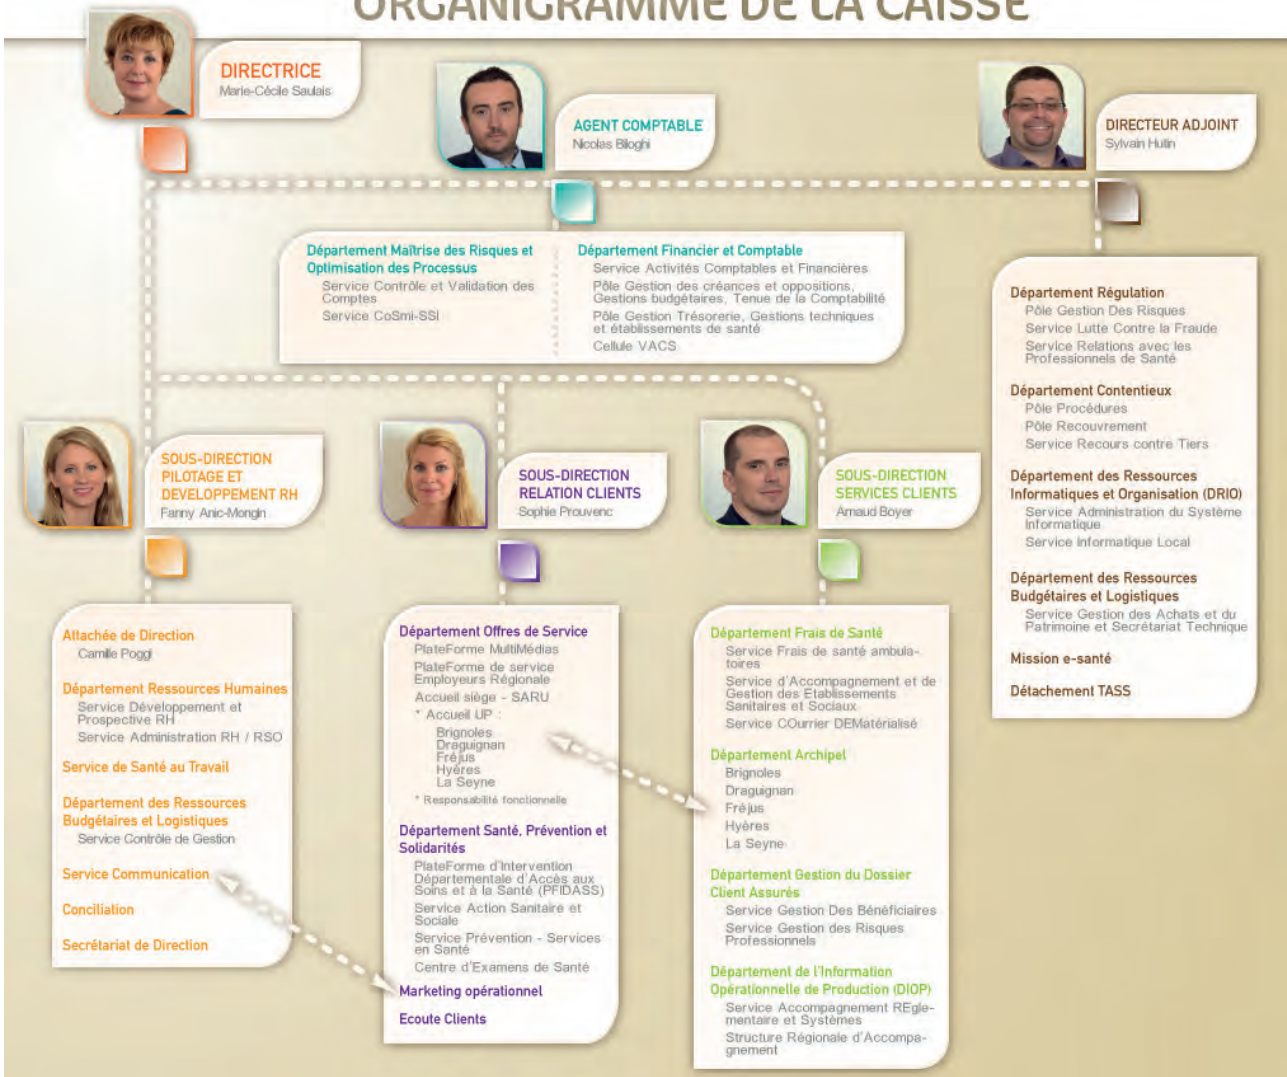 ORGANIGRAMME DE LA CAISSE
DIRECTRICE
Marie-Cécile Saulais
AGENT COMPTABLE
Nicolas Biloghi
DIRECTEUR ADJOINT
Sylvain Hutin
Département Maîtrise des Risques et
Optimisation des Processus
Service Contrôle et Validation des
Comptes
Service CoSmi-SSI
Département Financier et Comptable
Service Activités Comptables et Financières
Pôle Gestion des créances et oppositions,
Gestions budgétaires, Tenue de la Comptabilité
Pôle Gestion Trésorerie, Gestions techniques
et établissements de santé
Cellule VACS
Département Régulation
Pôle Gestion Des Risques
Service Lutte Contre la Fraude
Service Relations avec les
Professionnels de Santé
Département Contentieux
Pôle Procédures
Pôle Recouvrement
Service Recours contre Tiers
Département des Ressources
Informatiques et Organisation (DRIO)
Service Administration du Système
Informatique
Service Informatique Local
Département des Ressources
Budgétaires et Logistiques
Service Gestion des Achats et du
Patrimoine et Secrétariat Technique
Mission e-santé
Détachement TASS
SOUS-DIRECTION
PILOTAGE ET
DEVELOPPEMENT RH
Fanny Anic-Mongin
SOUS-DIRECTION
RELATION CLIENTS
Sophie Prouvenc
SOUS-DIRECTION
SERVICES CLIENTS
Arnaud Boyer
Attachée de Direction
Camille Poggi
Département Ressources Humaines
Service Développement et
Prospective RH
Service Administration RH / RSO
Service de Santé au Travail
Département des Ressources
Budgétaires et Logistiques
Service Contrôle de Gestion
Service Communication
Conciliation
Secrétariat de Direction
Département Offres de Service
PlateForme MultiMédias
PlateForme de service
Employeurs Régionale
Accueil siège - SARU
* Accueil UP :
Brignoles
Draguignan
Fréjus
Hyères
La Seyne
* Responsabilité fonctionnelle
Département Santé, Prévention et
Solidarités
PlateForme d'Intervention
Départementale d'Accès aux
Soins et à la Santé (PFIDASS)
Service Action Sanitaire et
Sociale
Service Prévention - Services
en Santé
Centre d'Examens de Santé
Marketing opérationnel
Ecoute Clients
Département Frais de Santé
Service Frais de santé ambula-
toires
Service d'Accompagnement et de
Gestion des Etablissements
Sanitaires et Sociaux
Service COurrier DEMatérialisé
Département Archipel
Brignoles
Draguignan
Fréjus
Hyères
La Seyne
Département Gestion du Dossier
Client Assurés
Service Gestion Des Bénéficiaires
Service Gestion des Risques
Professionnels
Département de l'Information
Opérationnelle de Production (DIOP)
Service Accompagnement REgle-
mentaire et Systèmes
Structure Régionale d'Accompa-
gnement